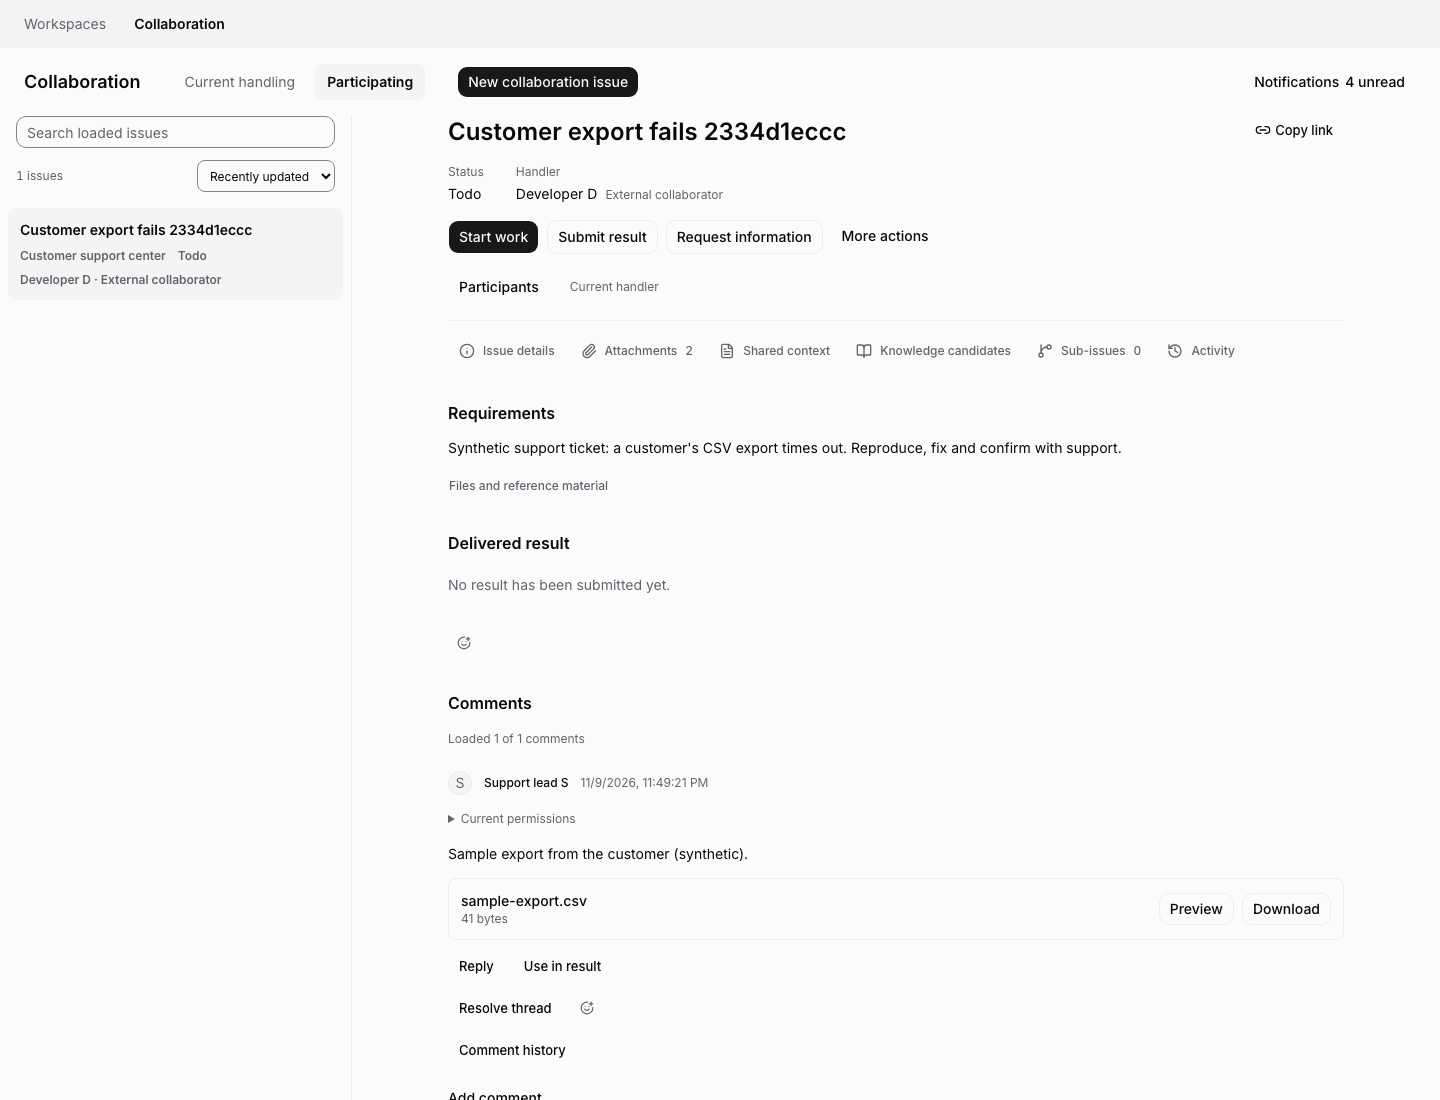 Workspaces Collaboration
Collaboration Current handling Participating New collaboration issue Notifications 4 unread
Search loaded issues
1 issues Recently updated
Customer export fails 2334d1eccc
Customer support center Todo
Developer D · External collaborator
Customer export fails 2334d1eccc Copy link
Status Handler
Todo Developer D External collaborator
Start work Submit result Request information More actions
Participants Current handler
Issue details Attachments 2 Shared context Knowledge candidates Sub-issues 0 Activity
Requirements
Synthetic support ticket: a customer's CSV export times out. Reproduce, fix and confirm with support.
Files and reference material
Delivered result
No result has been submitted yet.
Comments
Loaded 1 of 1 comments
S Support lead S 11/9/2026, 11:49:21 PM
Current permissions
Sample export from the customer (synthetic).
sample-export.csv
41 bytes
Preview Download
Reply Use in result
Resolve thread
Comment history
Add comment